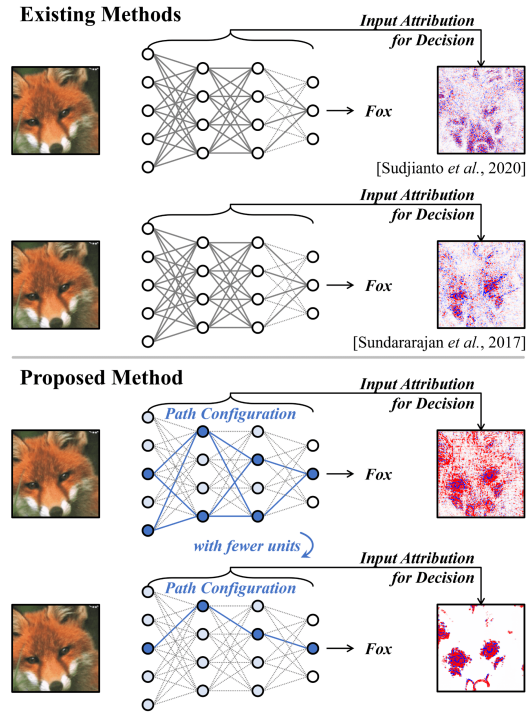 Existing Methods
Input Attribution
for Decision
Fox
[Sudjianto et al., 2020]
Input Attribution
for Decision
Fox
[Sundararajan et al., 2017]
Proposed Method
Input Attribution
for Decision
Path Configuration
Fox
with fewer units
Input Attribution
for Decision
Path Configuration
Fox